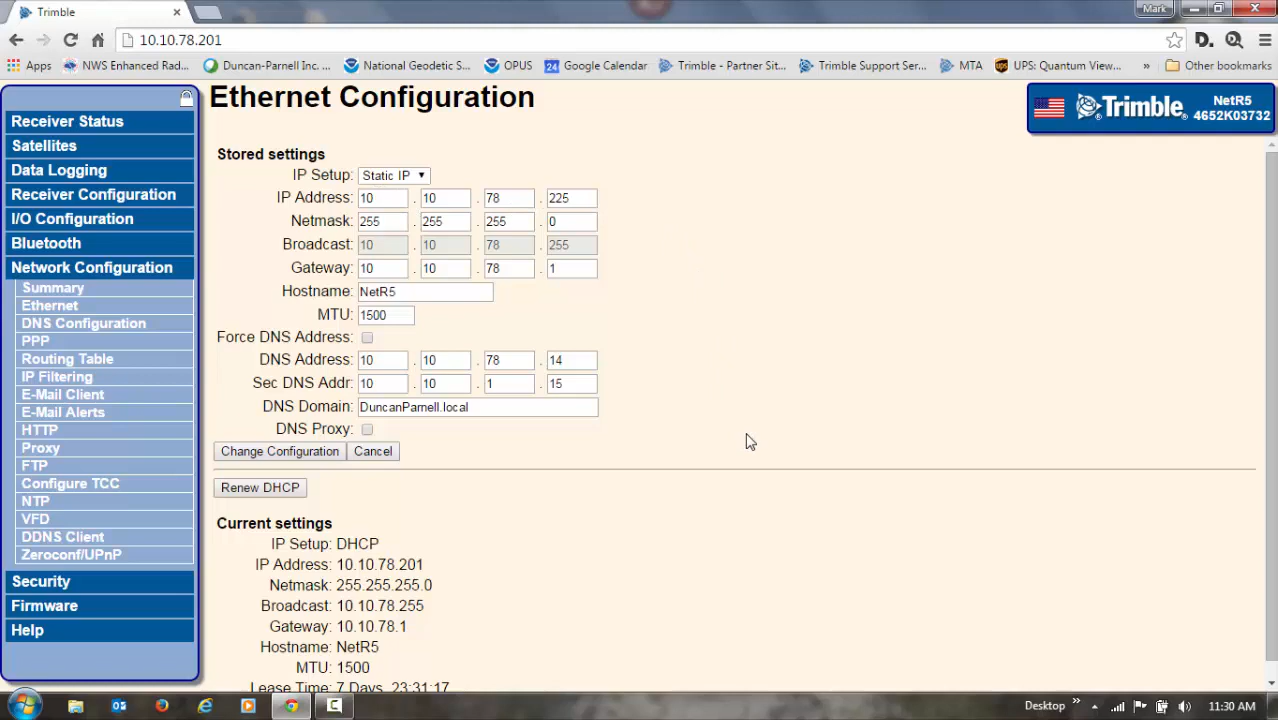 Trimble
Mark
10.10.78.201
Apps NWS Enhanced Rad... Duncan-Parnell Inc. ... National Geodetic S... OPUS 24 Google Calendar Trimble - Partner Sit... Trimble Support Serv... MTA UPS: Quantum View... » Other bookmarks
Ethernet Configuration
Trimble.
NetR5
4652K03732
Receiver Status
Satellites
Data Logging
Receiver Configuration
I/O Configuration
Bluetooth
Network Configuration
Summary
Ethernet
DNS Configuration
PPP
Routing Table
IP Filtering
E-Mail Client
E-Mail Alerts
HTTP
Proxy
FTP
Configure TCC
NTP
VFD
DDNS Client
Zeroconf/UPnP
Security
Firmware
Help
Stored settings
IP Setup: Static IP
IP Address: 10 . 10 . 78 . 225
Netmask: 255 . 255 . 255 . 0
Broadcast: 10 . 10 . 78 . 255
Gateway: 10 . 10 . 78 . 1
Hostname: NetR5
MTU: 1500
Force DNS Address:
DNS Address: 10 . 10 . 78 . 14
Sec DNS Addr: 10 . 10 . 1 . 15
DNS Domain: DuncanParnell.local
DNS Proxy:
Change Configuration Cancel
Renew DHCP
Current settings
IP Setup: DHCP
IP Address: 10.10.78.201
Netmask: 255.255.255.0
Broadcast: 10.10.78.255
Gateway: 10.10.78.1
Hostname: NetR5
MTU: 1500
Lease Time: 7 Days, 23:31:17
Desktop » 11:30 AM